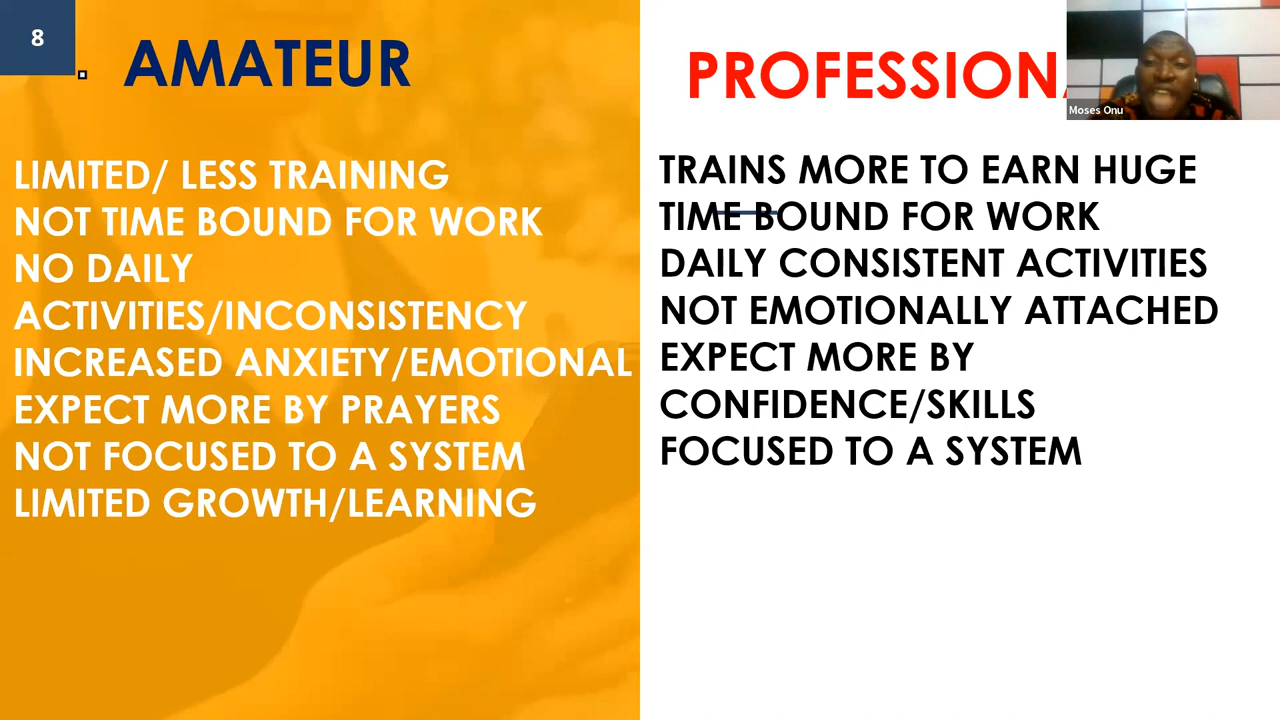 8
AMATEUR
LIMITED/ LESS TRAINING
NOT TIME BOUND FOR WORK
NO DAILY
ACTIVITIES/INCONSISTENCY
INCREASED ANXIETY/EMOTIONAL
EXPECT MORE BY PRAYERS
NOT FOCUSED TO A SYSTEM
LIMITED GROWTH/LEARNING
PROFESSIONA
Moses Onu
TRAINS MORE TO EARN HUGE
TIME BOUND FOR WORK
DAILY CONSISTENT ACTIVITIES
NOT EMOTIONALLY ATTACHED
EXPECT MORE BY
CONFIDENCE/SKILLS
FOCUSED TO A SYSTEM